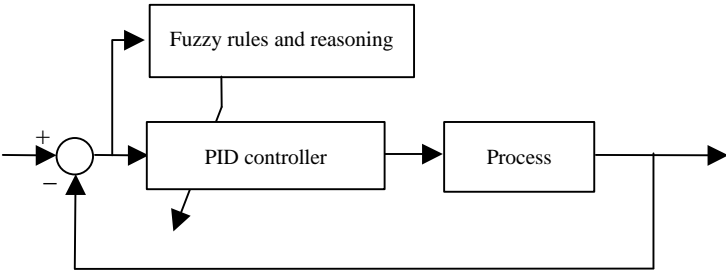 Fuzzy rules and reasoning
+
PID controller
Process
−